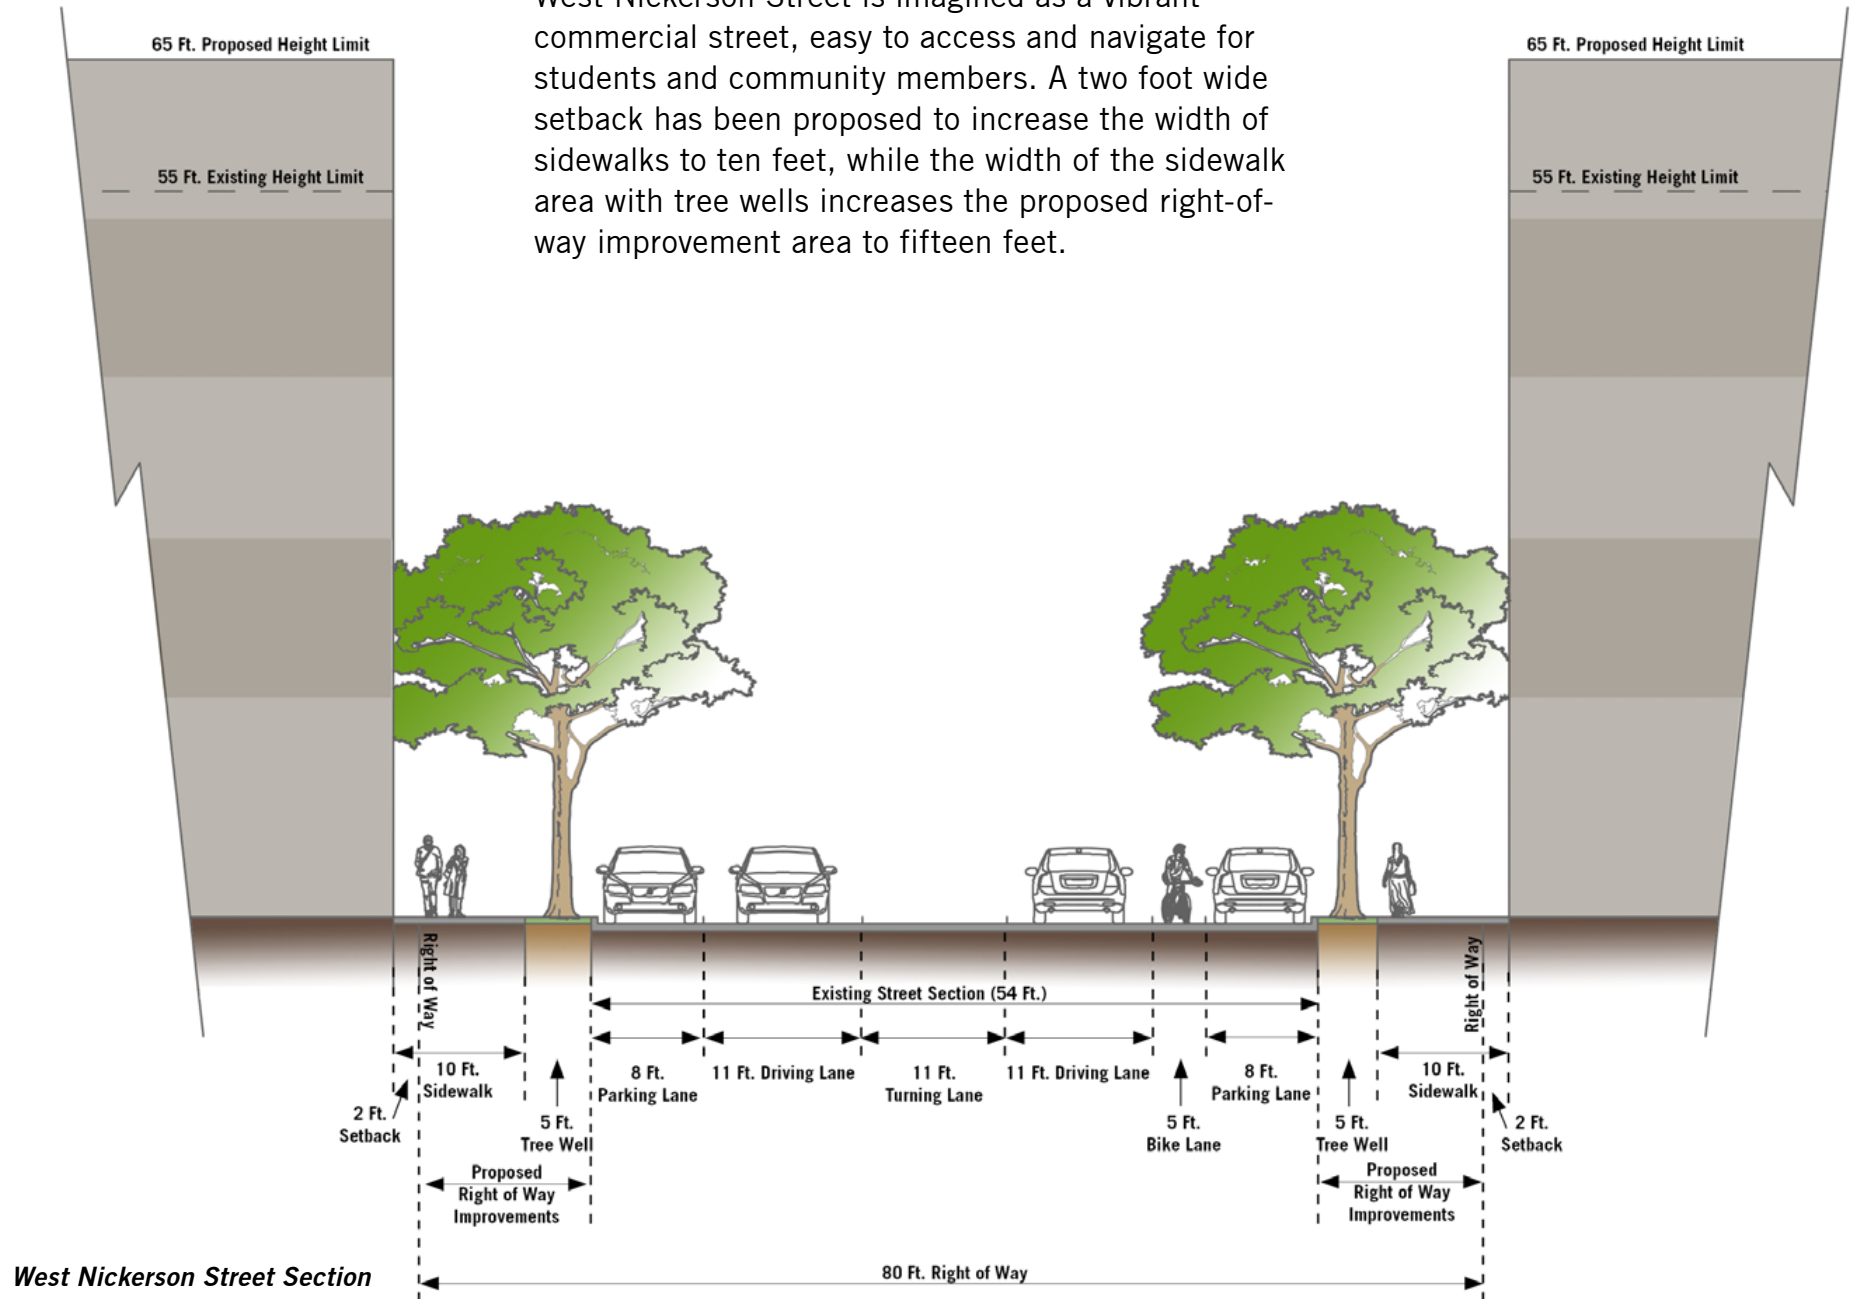 West Nickerson Street is imagined as a vibrant
commercial street, easy to access and navigate for
students and community members. A two foot wide
setback has been proposed to increase the width of
sidewalks to ten feet, while the width of the sidewalk
area with tree wells increases the proposed right-of-
way improvement area to fifteen feet.
65 Ft. Proposed Height Limit
65 Ft. Proposed Height Limit
55 Ft. Existing Height Limit
55 Ft. Existing Height Limit
Right of Way
Right of Way
Existing Street Section (54 Ft.)
10 Ft.
Sidewalk
8 Ft.
Parking Lane
11 Ft. Driving Lane
11 Ft.
Turning Lane
11 Ft. Driving Lane
8 Ft.
Parking Lane
10 Ft.
Sidewalk
2 Ft.
Setback
5 Ft.
Tree Well
5 Ft.
Bike Lane
5 Ft.
Tree Well
2 Ft.
Setback
Proposed
Right of Way
Improvements
Proposed
Right of Way
Improvements
West Nickerson Street Section
80 Ft. Right of Way